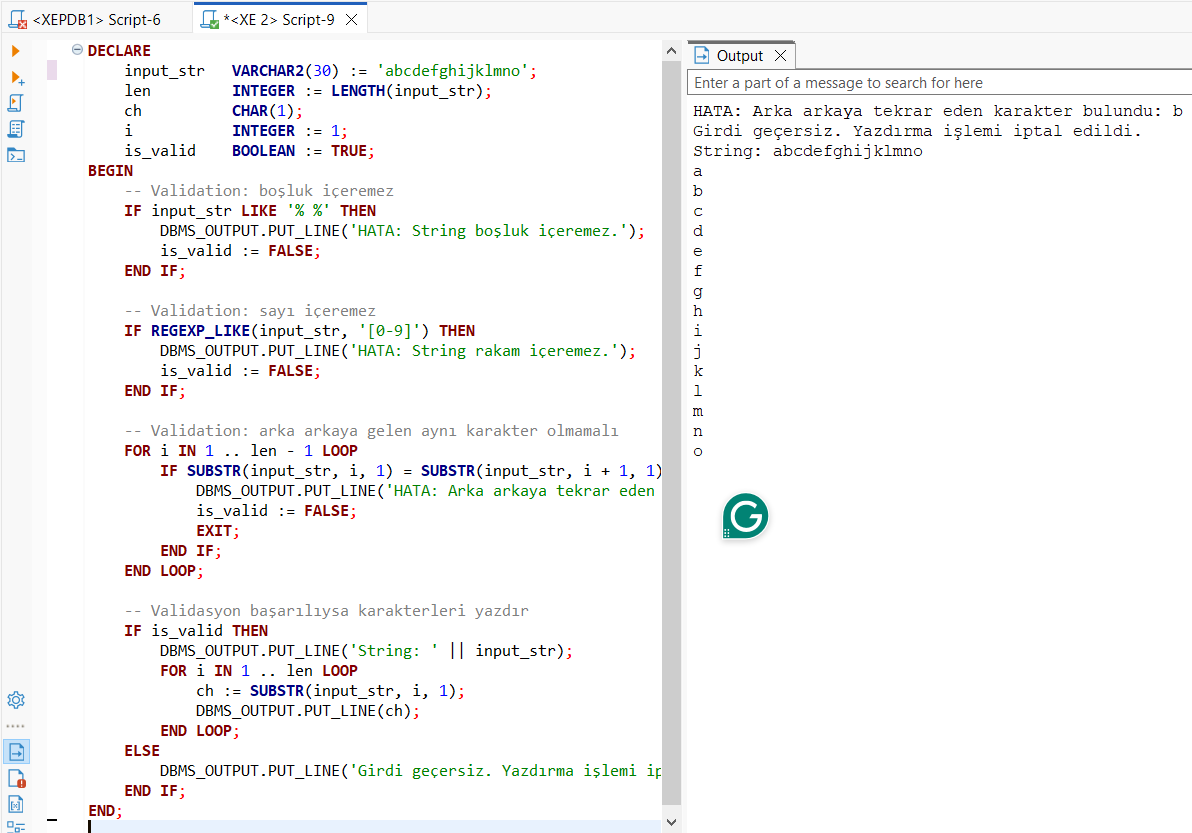 <XEPDB1> Script-6
*<XE 2> Script-9
DECLARE
input_str VARCHAR2(30) := 'abcdefghijklmno';
len INTEGER := LENGTH(input_str);
ch CHAR(1);
i INTEGER := 1;
is_valid BOOLEAN := TRUE;
BEGIN
-- Validation: boşluk içeremez
IF input_str LIKE '% %' THEN
DBMS_OUTPUT.PUT_LINE('HATA: String boşluk içeremez.');
is_valid := FALSE;
END IF;
-- Validation: sayı içeremez
IF REGEXP_LIKE(input_str, '[0-9]') THEN
DBMS_OUTPUT.PUT_LINE('HATA: String rakam içeremez.');
is_valid := FALSE;
END IF;
-- Validation: arka arkaya gelen aynı karakter olmamalı
FOR i IN 1 .. len - 1 LOOP
IF SUBSTR(input_str, i, 1) = SUBSTR(input_str, i + 1, 1)
DBMS_OUTPUT.PUT_LINE('HATA: Arka arkaya tekrar eden
is_valid := FALSE;
EXIT;
END IF;
END LOOP;
-- Validasyon başarılıysa karakterleri yazdır
IF is_valid THEN
DBMS_OUTPUT.PUT_LINE('String: ' || input_str);
FOR i IN 1 .. len LOOP
ch := SUBSTR(input_str, i, 1);
DBMS_OUTPUT.PUT_LINE(ch);
END LOOP;
ELSE
DBMS_OUTPUT.PUT_LINE('Girdi geçersiz. Yazdırma işlemi ip
END IF;
END;
Output
Enter a part of a message to search for here
HATA: Arka arkaya tekrar eden karakter bulundu: b
Girdi geçersiz. Yazdırma işlemi iptal edildi.
String: abcdefghijklmno
a
b
c
d
e
f
g
h
i
j
k
l
m
n
o
G